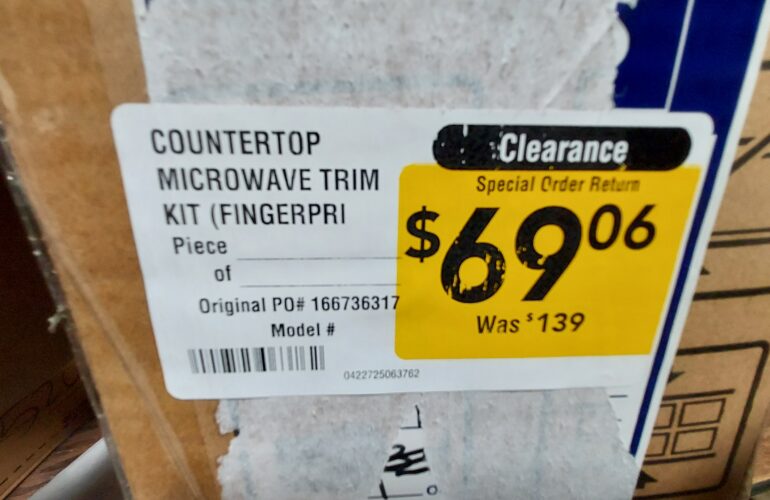 COUNTERTOP
MICROWAVE TRIM
KIT (FINGERPRI
Piece
of
Original PO# 166736317
Model #
0422725063762
Clearance
Special Order Return
$69.06
Was $139